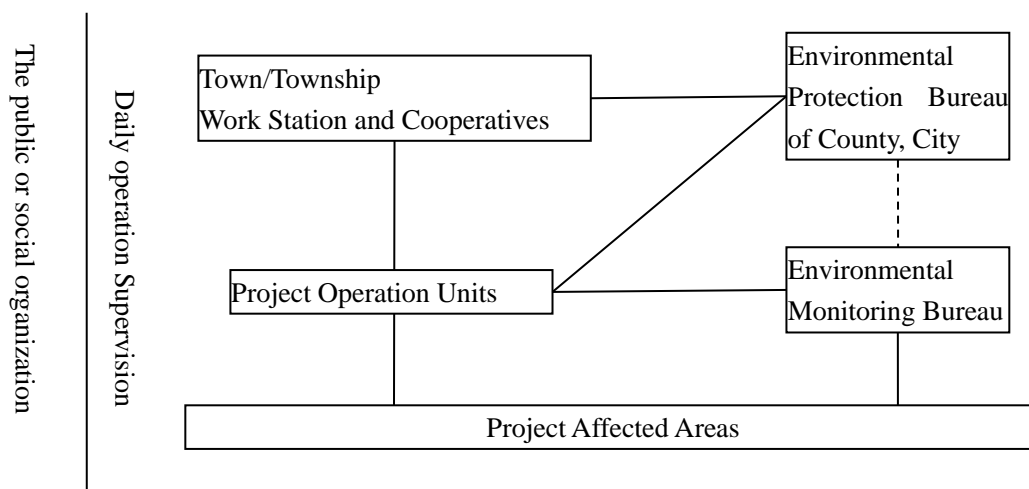 The public or social organization
Daily operation Supervision
Town/Township
Work Station and Cooperatives
Environmental
Protection Bureau
of County, City
Project Operation Units
Environmental
Monitoring Bureau
Project Affected Areas